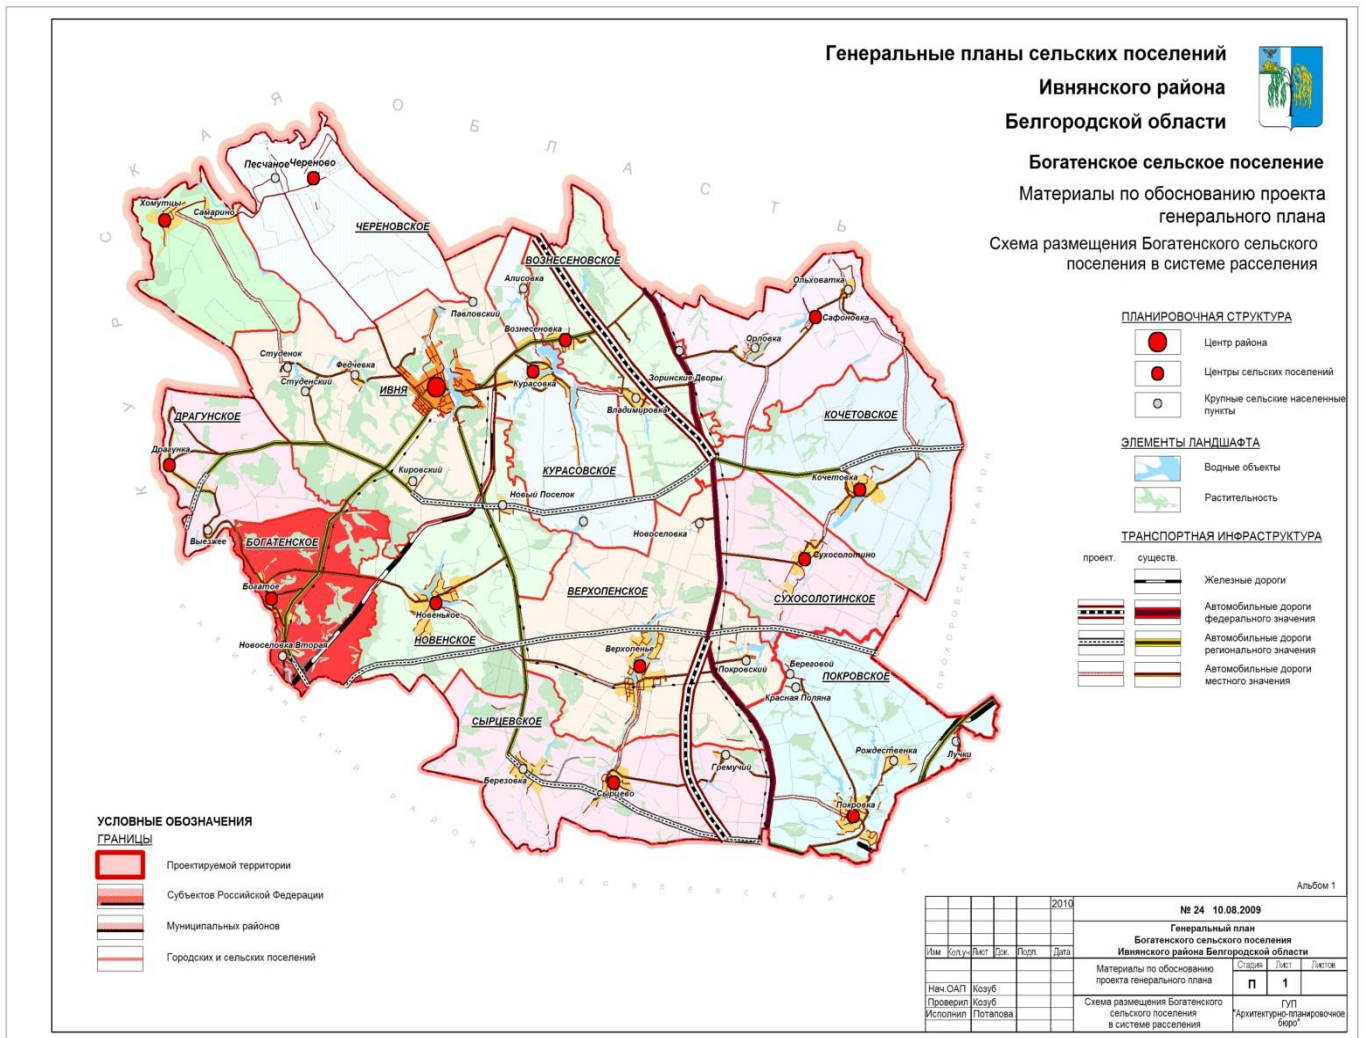 Генеральные планы сельских поселений
Ивнянского района
Белгородской области
Богатенское сельское поселение
Материалы по обоснованию проекта
генерального плана
Схема размещения Богатенского сельского
поселения в системе расселения
ПЛАНИРОВОЧНАЯ СТРУКТУРА
Центр района
Центры сельских поселений
Крупные сельские населенные
пункты
ЭЛЕМЕНТЫ ЛАНДШАФТА
Водные объекты
Растительность
ТРАНСПОРТНАЯ ИНФРАСТРУКТУРА
проект. существ.
Железные дороги
Автомобильные дороги
федерального значения
Автомобильные дороги
регионального значения
Автомобильные дороги
местного значения
КУРСКАЯ ОБЛАСТЬ
Песчаное Череново
Хомутцы
Самарино
ЧЕРЕНОВСКОЕ
ВОЗНЕСЕНОВСКОЕ
Алисовка
Ольховатка
Павловский
Сафоновка
Вознесеновка
Орловка
Студенок
Федчевка
Зоринские Дворы
Студенский
ИВНЯ
Курасовка
Владимировка
ДРАГУНСКОЕ
КОЧЕТОВСКОЕ
Драгунка
Кировский
КУРАСОВСКОЕ
Кочетовка
Новый Поселок
Выезжее
БОГАТЕНСКОЕ
Новоселовка
Сухосолотино
Богатое
ВЕРХОПЕНСКОЕ
СУХОСОЛОТИНСКОЕ
Новенькое
НОВЕНСКОЕ
Новоселовка Вторая
Верхопенье
Покровский
Береговой
ПОКРОВСКОЕ
Красная Поляна
СЫРЦЕВСКОЕ
Рождественка
Лучки
Березовка
Гремучий
Сырцево
Покровка
ПРОХОРОВСКИЙ РАЙОН
РАКИТЯНСКИЙ РАЙОН
ЯКОВЛЕВСКИЙ РАЙОН
УСЛОВНЫЕ ОБОЗНАЧЕНИЯ
ГРАНИЦЫ
Проектируемой территории
Субъектов Российской Федерации
Муниципальных районов
Городских и сельских поселений
Альбом 1
2010
№ 24 10.08.2009
Генеральный план
Богатенского сельского поселения
Ивнянского района Белгородской области
Изм. Кол.уч Лист Док. Подп. Дата
Материалы по обоснованию
проекта генерального плана
Стадия Лист Листов
П 1
Нач.ОАП Козуб
Проверил Козуб
Исполнил Потапова
Схема размещения Богатенского
сельского поселения
в системе расселения
ГУП
"Архитектурно-планировочное
бюро"